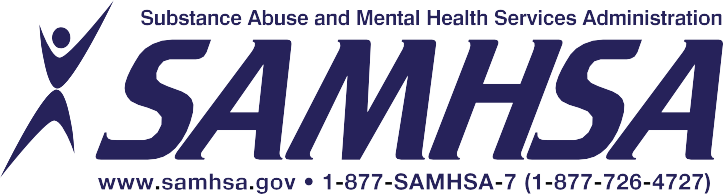 Substance Abuse and Mental Health Services Administration
SAMHSA
www.samhsa.gov • 1-877-SAMHSA-7 (1-877-726-4727)